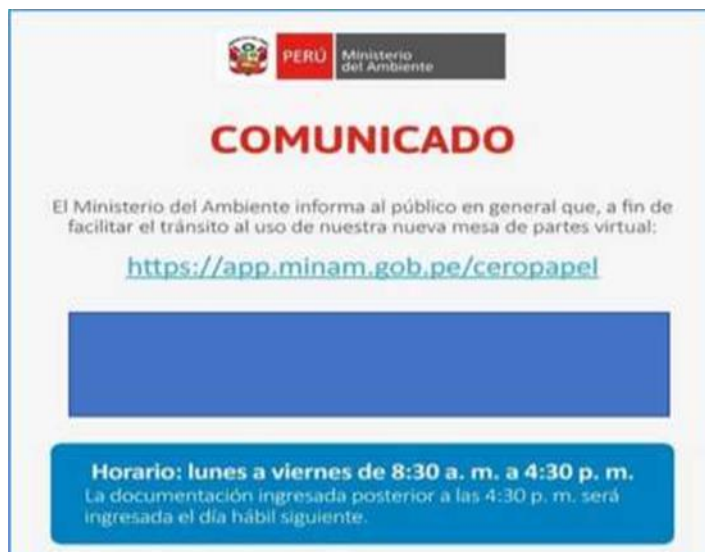 PERÚ
Ministerio
del Ambiente
COMUNICADO
El Ministerio del Ambiente informa al público en general que, a fin de
facilitar el tránsito al uso de nuestra nueva mesa de partes virtual:
https://app.minam.gob.pe/ceropapel
Horario: lunes a viernes de 8:30 a. m. a 4:30 p. m.
La documentación ingresada posterior a las 4:30 p. m. será
ingresada el día hábil siguiente.